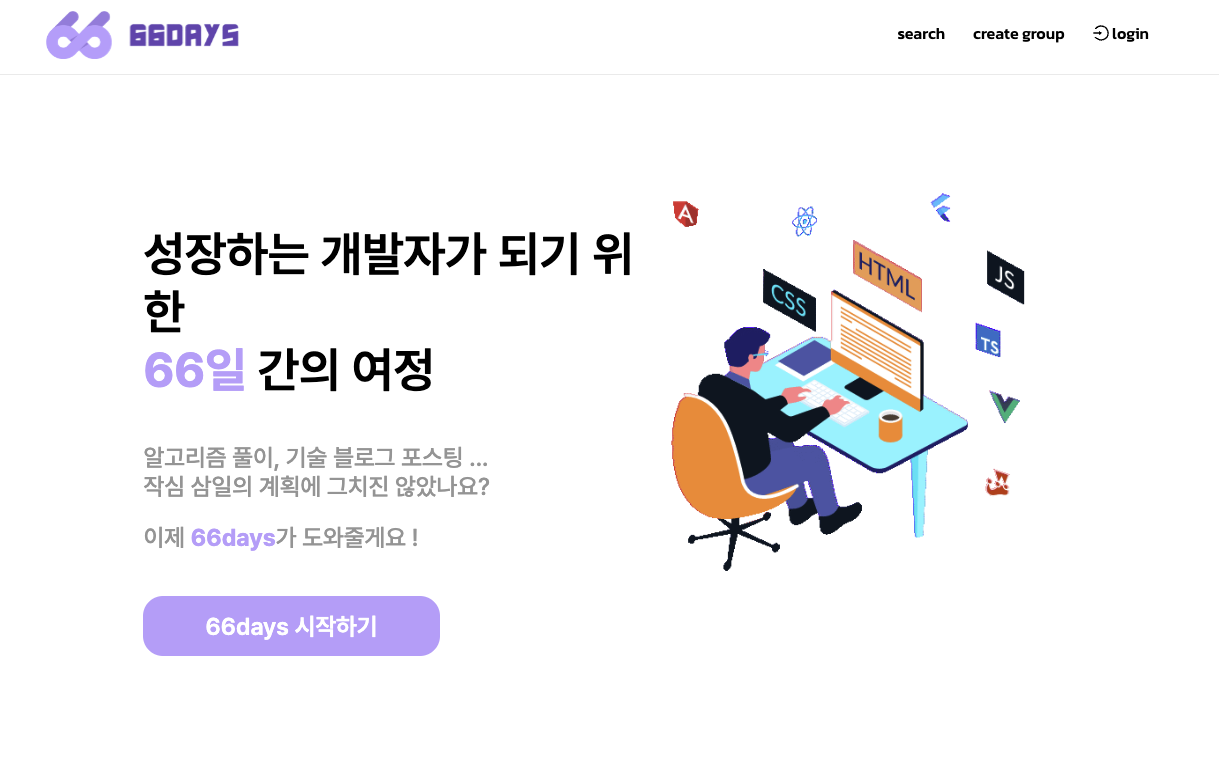 66DAYS
search
create group
login
성장하는 개발자가 되기 위
한
66일 간의 여정
알고리즘 풀이, 기술 블로그 포스팅 ...
작심 삼일의 계획에 그치진 않았나요?
이제 66days가 도와줄게요 !
66days 시작하기
A
CSS
HTML
JS
TS